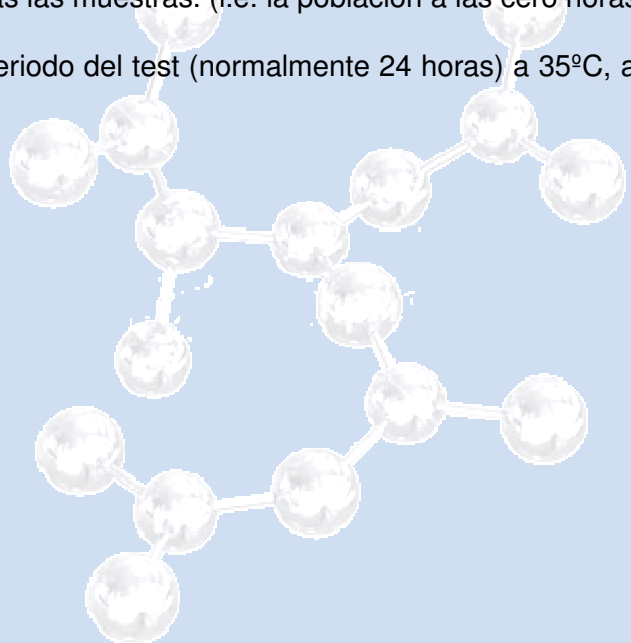 as las muestras. (i.e. la población a las cero horas
eriodo del test (normalmente 24 horas) a 35ºC, a